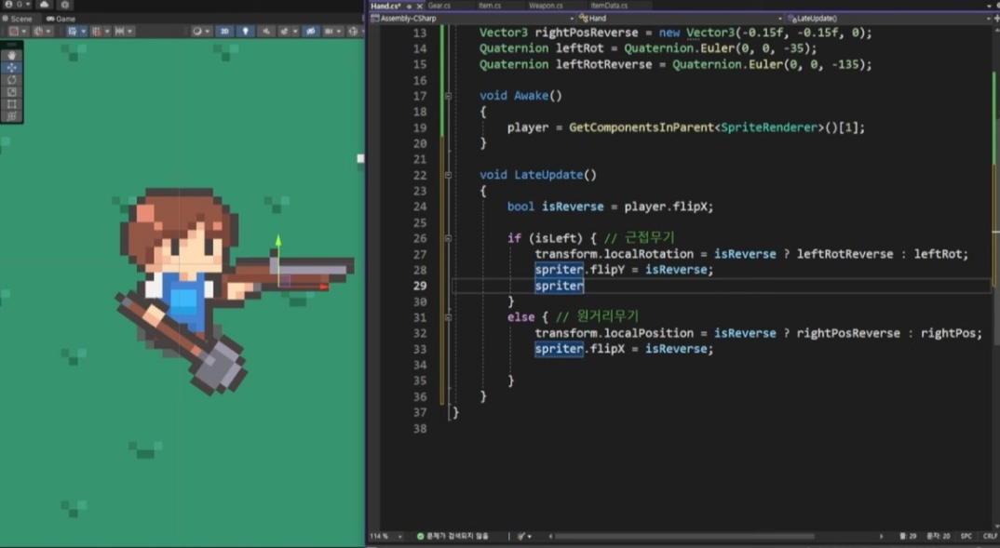 Scene
Game
2D
Hand.cs*
Gear.cs
Item.cs
Weapon.cs
ItemData.cs
Assembly-CSharp
Hand
LateUpdate()
13 Vector3 rightPosReverse = new Vector3(-0.15f, -0.15f, 0);
14 Quaternion leftRot = Quaternion.Euler(0, 0, -35);
15 Quaternion leftRotReverse = Quaternion.Euler(0, 0, -135);
16
17 void Awake()
18 {
19 player = GetComponentsInParent<SpriteRenderer>()[1];
20 }
21
22 void LateUpdate()
23 {
24 bool isReverse = player.flipX;
25
26 if (isLeft) { // 근접무기
27 transform.localRotation = isReverse ? leftRotReverse : leftRot;
28 spriter.flipY = isReverse;
29 spriter
30 }
31 else { // 원거리무기
32 transform.localPosition = isReverse ? rightPosReverse : rightPos;
33 spriter.flipX = isReverse;
34
35 }
36 }
37 }
38
114 %
문제가 검색되지 않음
줄: 29
문자: 20
SPC
CRLF